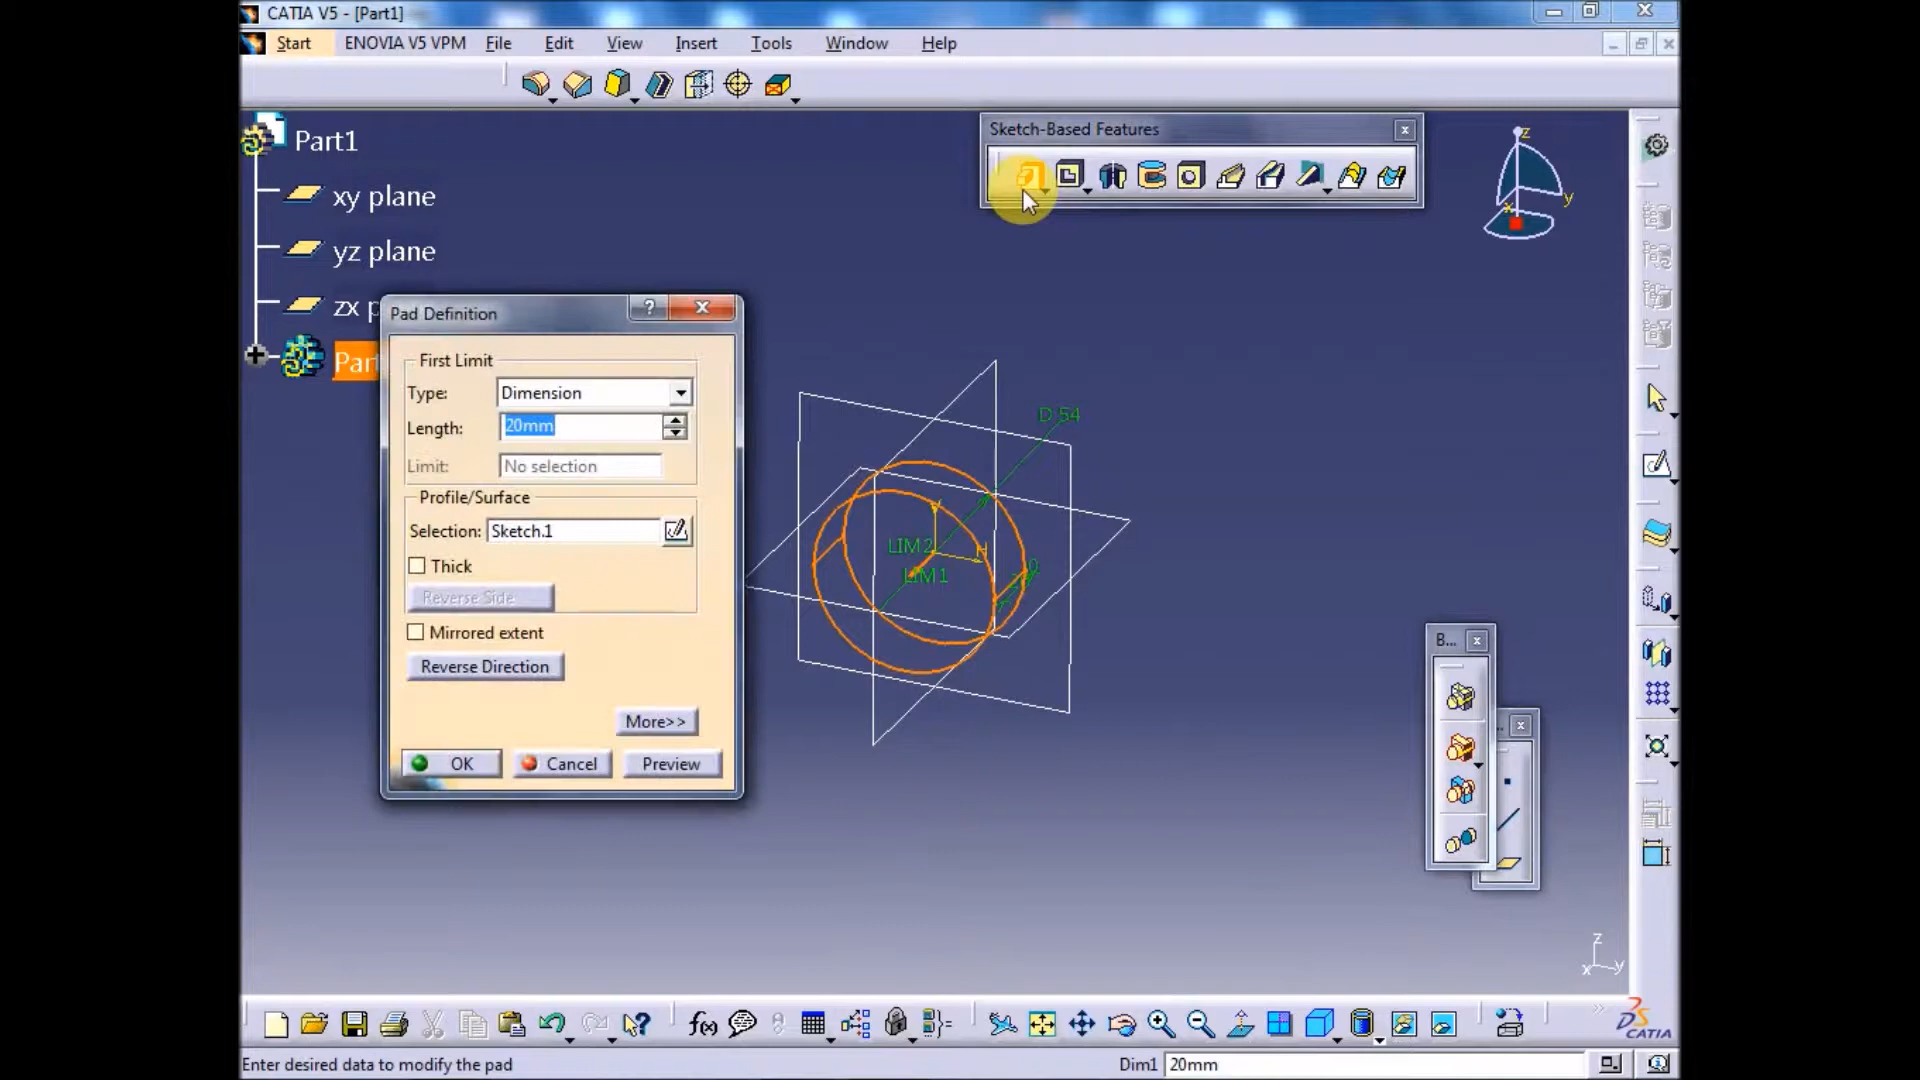 CATIA V5 - [Part1]
Start ENOVIA V5 VPM File Edit View Insert Tools Window Help
Sketch-Based Features
Part1
xy plane
yz plane
zx p
Part
Pad Definition
First Limit
Type: Dimension
Length: 20mm
Limit: No selection
Profile/Surface
Selection: Sketch.1
Thick
Reverse Side
Mirrored extent
Reverse Direction
More>>
OK Cancel Preview
D 54
LIM2
LIM1
H
z
y
x
B...
z
x y
f(x)
CATIA
Enter desired data to modify the pad
Dim1 20mm